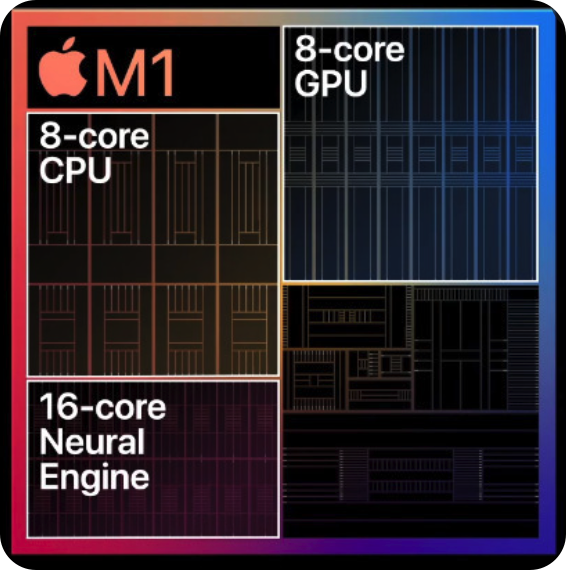 M1
8-core
CPU
16-core
Neural
Engine
8-core
GPU